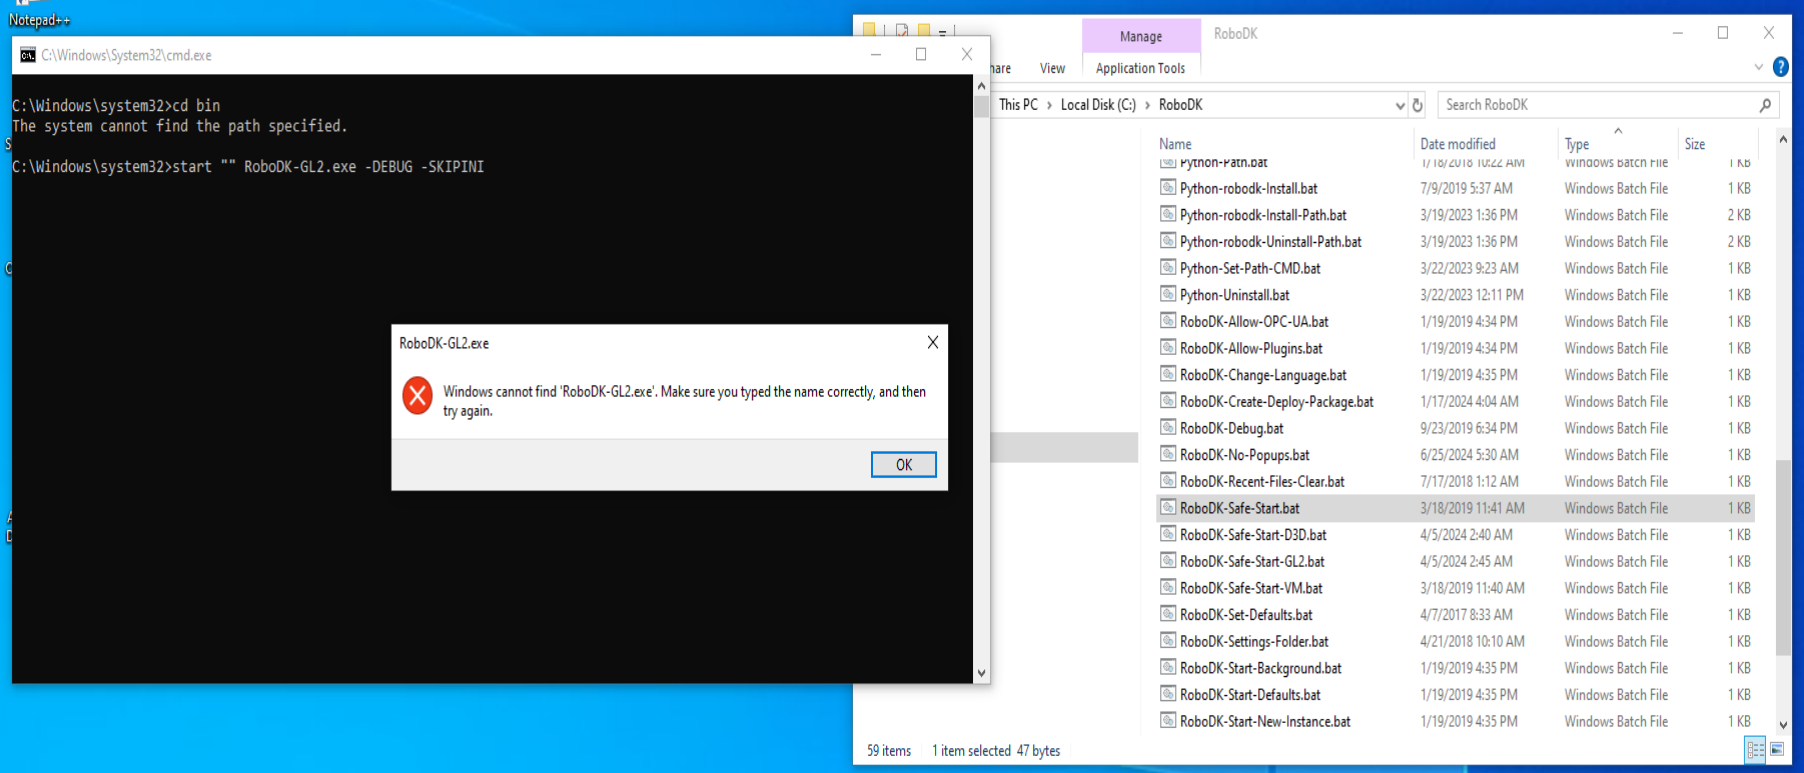 Notepad++
C:\Windows\System32\cmd.exe
C:\Windows\system32>cd bin
The system cannot find the path specified.
C:\Windows\system32>start "" RoboDK-GL2.exe -DEBUG -SKIPINI
RoboDK-GL2.exe
Windows cannot find 'RoboDK-GL2.exe'. Make sure you typed the name correctly, and then
try again.
OK
Manage
RoboDK
View
Application Tools
This PC > Local Disk (C:) > RoboDK
Search RoboDK
Name Date modified Type Size
Python-Path.bat 1/18/2018 10:22 AM Windows Batch File 1 KB
Python-robodk-Install.bat 7/9/2019 5:37 AM Windows Batch File 1 KB
Python-robodk-Install-Path.bat 3/19/2023 1:36 PM Windows Batch File 2 KB
Python-robodk-Uninstall-Path.bat 3/19/2023 1:36 PM Windows Batch File 2 KB
Python-Set-Path-CMD.bat 3/22/2023 9:23 AM Windows Batch File 1 KB
Python-Uninstall.bat 3/22/2023 12:11 PM Windows Batch File 1 KB
RoboDK-Allow-OPC-UA.bat 1/19/2019 4:34 PM Windows Batch File 1 KB
RoboDK-Allow-Plugins.bat 1/19/2019 4:34 PM Windows Batch File 1 KB
RoboDK-Change-Language.bat 1/19/2019 4:35 PM Windows Batch File 1 KB
RoboDK-Create-Deploy-Package.bat 1/17/2024 4:04 AM Windows Batch File 1 KB
RoboDK-Debug.bat 9/23/2019 6:34 PM Windows Batch File 1 KB
RoboDK-No-Popups.bat 6/25/2024 5:30 AM Windows Batch File 1 KB
RoboDK-Recent-Files-Clear.bat 7/17/2018 1:12 AM Windows Batch File 1 KB
RoboDK-Safe-Start.bat 3/18/2019 11:41 AM Windows Batch File 1 KB
RoboDK-Safe-Start-D3D.bat 4/5/2024 2:40 AM Windows Batch File 1 KB
RoboDK-Safe-Start-GL2.bat 4/5/2024 2:45 AM Windows Batch File 1 KB
RoboDK-Safe-Start-VM.bat 3/18/2019 11:40 AM Windows Batch File 1 KB
RoboDK-Set-Defaults.bat 4/7/2017 8:33 AM Windows Batch File 1 KB
RoboDK-Settings-Folder.bat 4/21/2018 10:10 AM Windows Batch File 1 KB
RoboDK-Start-Background.bat 1/19/2019 4:35 PM Windows Batch File 1 KB
RoboDK-Start-Defaults.bat 1/19/2019 4:35 PM Windows Batch File 1 KB
RoboDK-Start-New-Instance.bat 1/19/2019 4:35 PM Windows Batch File 1 KB
59 items 1 item selected 47 bytes